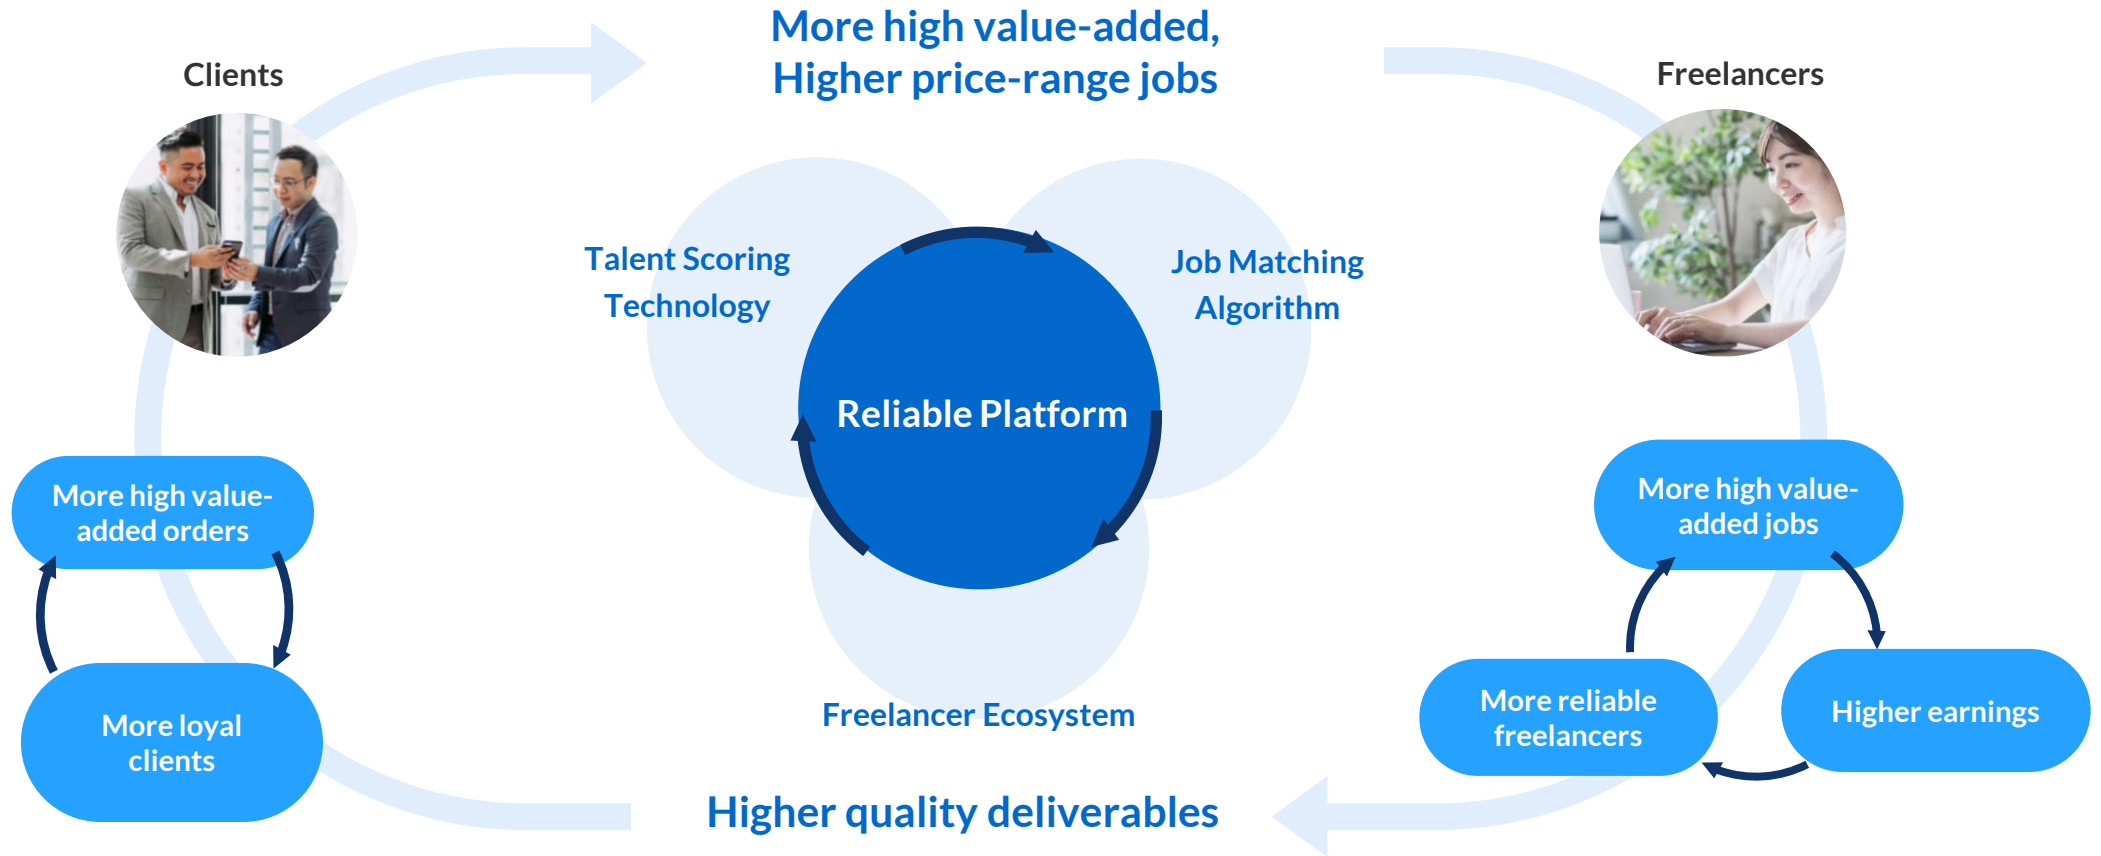 More high value-added,
Higher price-range jobs
Clients
Freelancers
Talent Scoring
Technology
Job Matching
Algorithm
Reliable Platform
More high value-
added orders
More loyal
clients
More high value-
added jobs
More reliable
freelancers
Higher earnings
Freelancer Ecosystem
Higher quality deliverables